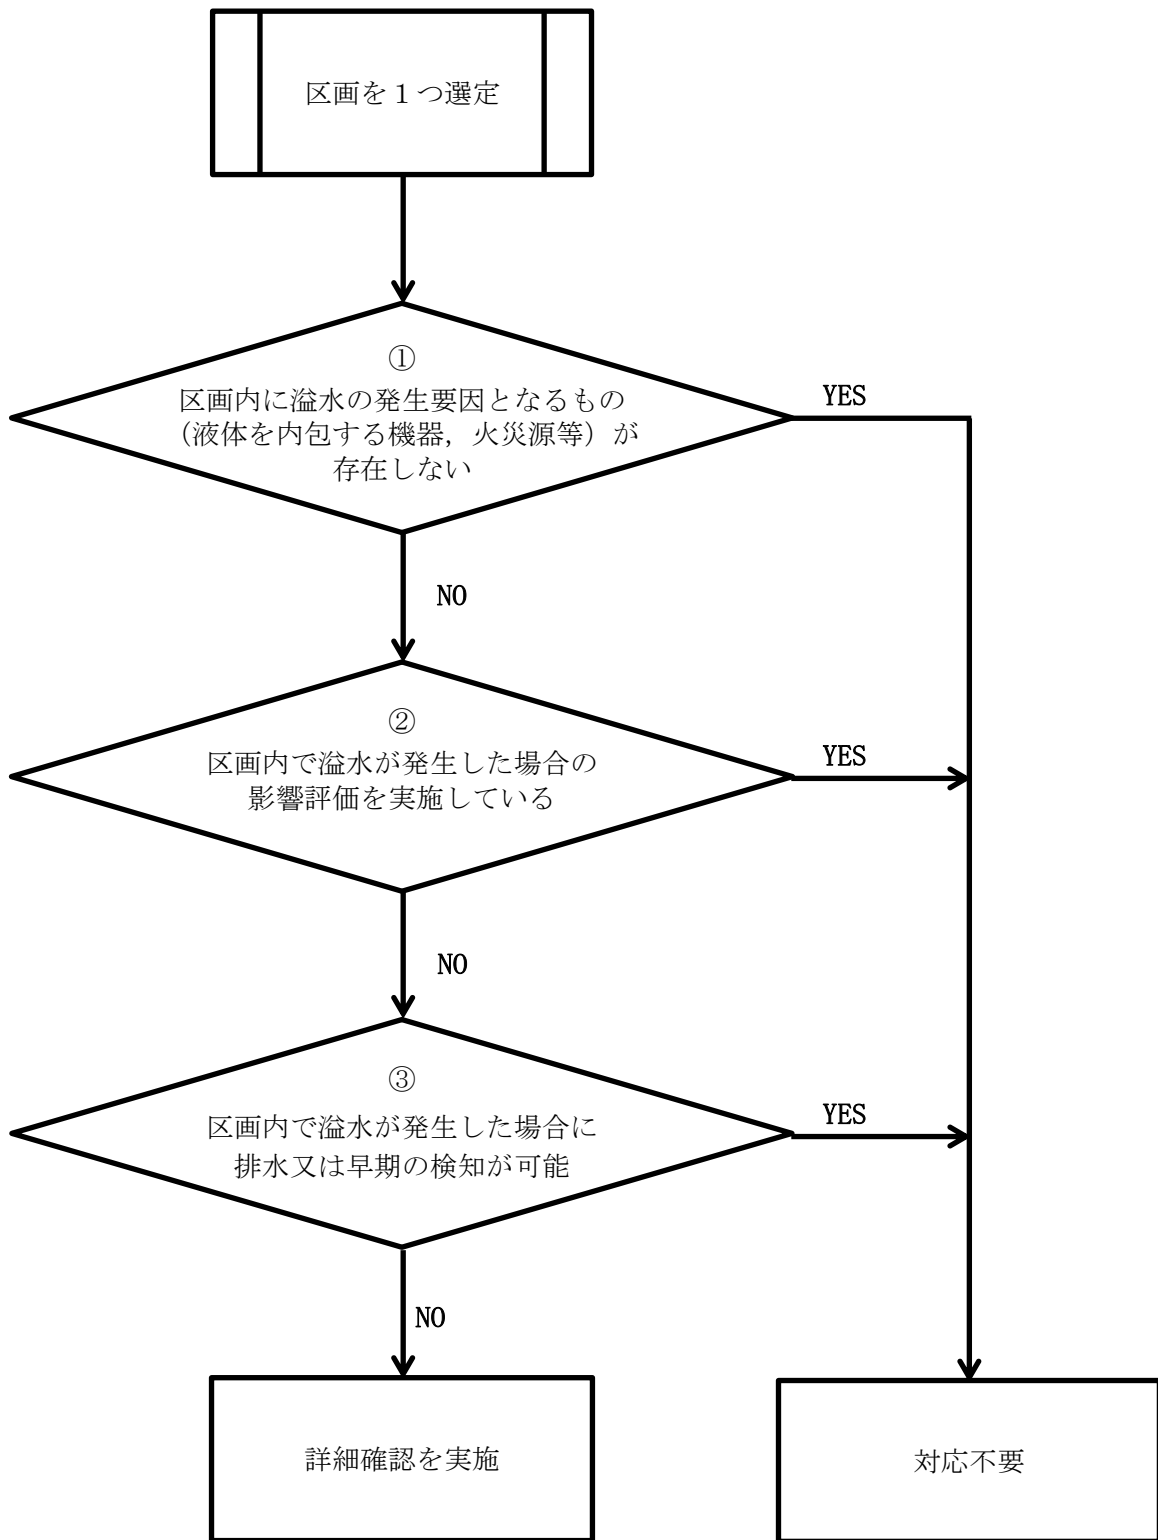 区画を１つ選定
①
区画内に溢水の発生要因となるもの
（液体を内包する機器，火災源等）が
存在しない
YES
NO
②
区画内で溢水が発生した場合の
影響評価を実施している
YES
NO
③
区画内で溢水が発生した場合に
排水又は早期の検知が可能
YES
NO
詳細確認を実施
対応不要